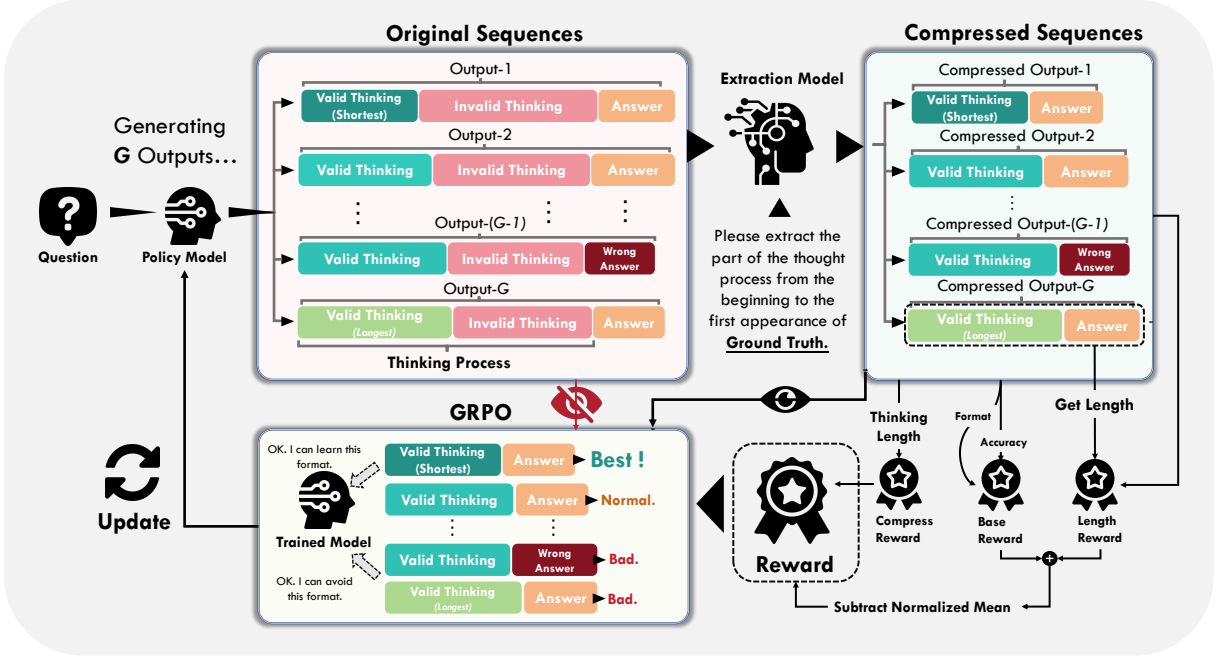 Original Sequences
Compressed Sequences
Output-1
Valid Thinking
(Shortest)
Invalid Thinking
Answer
Output-2
Valid Thinking
Invalid Thinking
Answer
Output-(G-1)
Valid Thinking
Invalid Thinking
Wrong
Answer
Output-G
Valid Thinking
(Longest)
Invalid Thinking
Answer
Thinking Process
Generating
G Outputs...
Question
Policy Model
Extraction Model
Please extract the
part of the thought
process from the
beginning to the
first appearance of
Ground Truth.
Compressed Output-1
Valid Thinking
(Shortest)
Answer
Compressed Output-2
Valid Thinking
Answer
Compressed Output-(G-1)
Valid Thinking
Wrong
Answer
Compressed Output-G
Valid Thinking
(Longest)
Answer
GRPO
OK. I can learn this
format.
Trained Model
OK. I can avoid
this format.
Valid Thinking
(Shortest)
Answer
Best !
Valid Thinking
Answer
Normal.
Valid Thinking
Wrong
Answer
Bad.
Valid Thinking
(Longest)
Answer
Bad.
Update
Reward
Thinking
Length
Format
Accuracy
Get Length
Compress
Reward
Base
Reward
Length
Reward
Subtract Normalized Mean